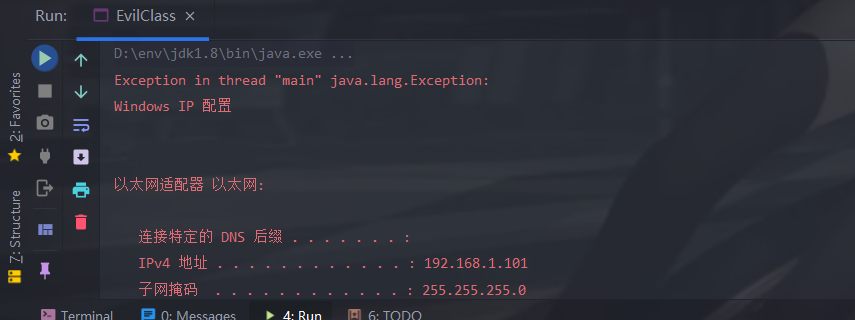 Run:
EvilClass
D:\env\jdk1.8\bin\java.exe ...
Exception in thread "main" java.lang.Exception:
Windows IP 配置
以太网适配器 以太网:
连接特定的 DNS 后缀 . . . . . . . :
IPv4 地址 . . . . . . . . . . . . : 192.168.1.101
子网掩码 . . . . . . . . . . . . : 255.255.255.0
2: Favorites
7: Structure
Terminal
0: Messages
4: Run
6: TODO